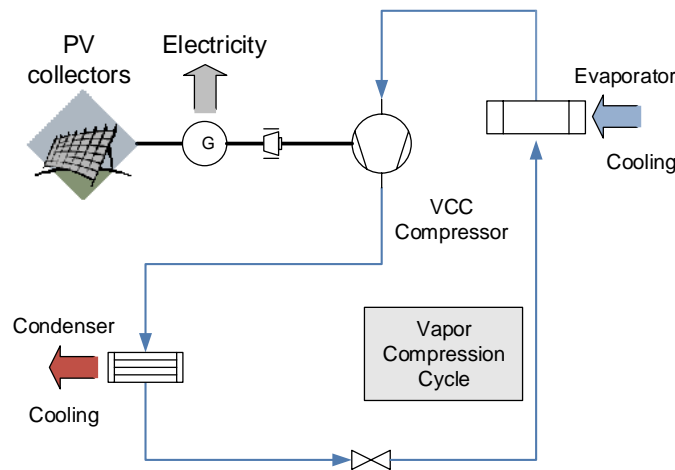 PV
collectors
Electricity
G
Evaporator
Cooling
VCC
Compressor
Condenser
Cooling
Vapor
Compression
Cycle